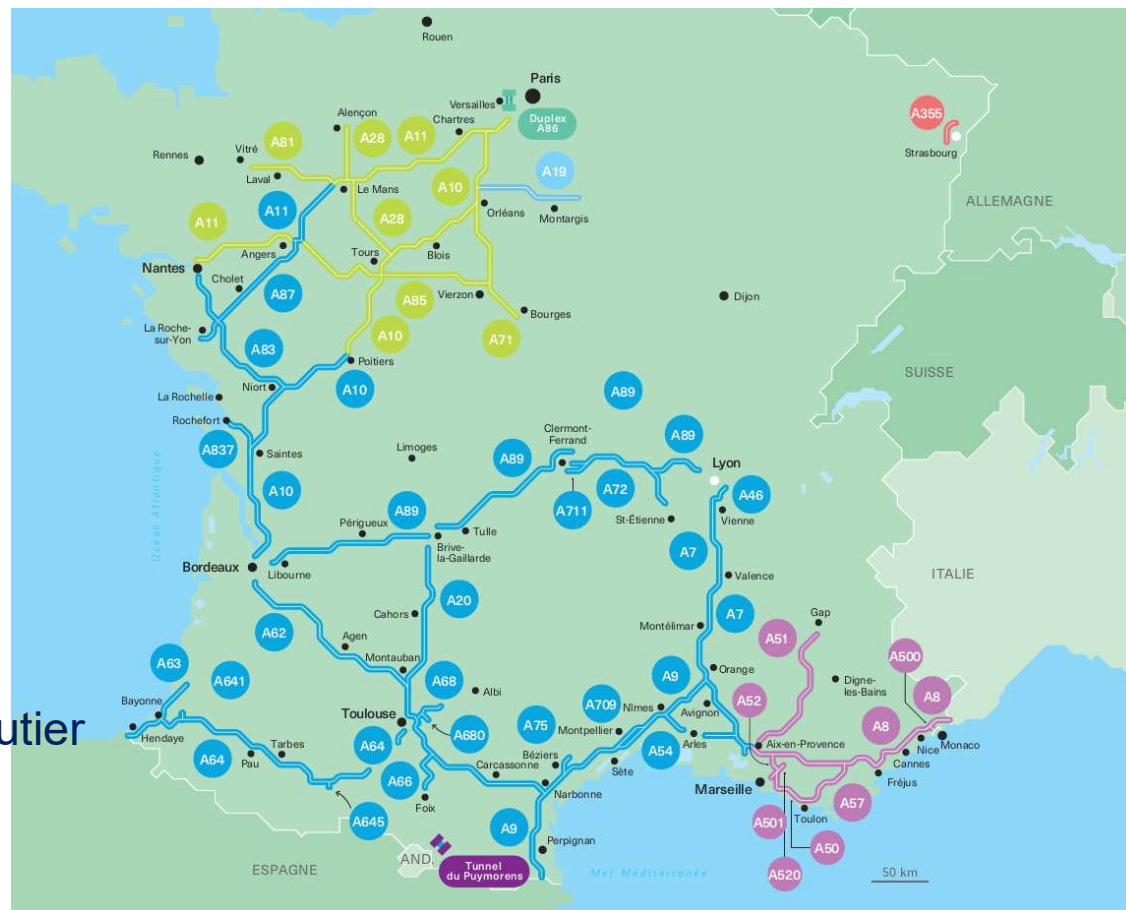 Rouen
Paris
Versailles
Duplex
A86
Alençon
A28
A11
Chartres
A355
Strasbourg
Rennes
Vitré
A81
Laval
Le Mans
A10
A19
Orléans
Montargis
ALLEMAGNE
A11
A11
A28
Angers
Tours
Blois
Nantes
Cholet
A87
A85
Vierzon
Bourges
Dijon
La Roche-
sur-Yon
A83
A10
A71
Poitiers
Niort
A10
SUISSE
La Rochelle
Rochefort
A837
Saintes
A10
Océan Atlantique
Limoges
A89
Clermont-
Ferrand
A89
A89
Lyon
A72
A711
St-Étienne
A46
Vienne
Périgueux
A89
Tulle
Brive-
la-Gaillarde
A7
Bordeaux
Libourne
Valence
ITALIE
A20
Cahors
A7
Montélimar
Gap
A62
Agen
A51
A500
Montauban
A63
A641
A68
Albi
A9
Orange
Digne-
les-Bains
A8
A52
Bayonne
Toulouse
A680
A75
A709
Nîmes
Avignon
Montpellier
A8
utier
Hendaye
A64
Béziers
A54
Arles
Aix-en-Provence
Nice
Monaco
A64
Pau
Tarbes
A66
Carcassonne
Sète
Cannes
Fréjus
Narbonne
Marseille
A57
Foix
Toulon
A645
A9
Perpignan
A501
A50
ESPAGNE
AND.
Tunnel
du Puymorens
Mer Méditerranée
A520
50 km